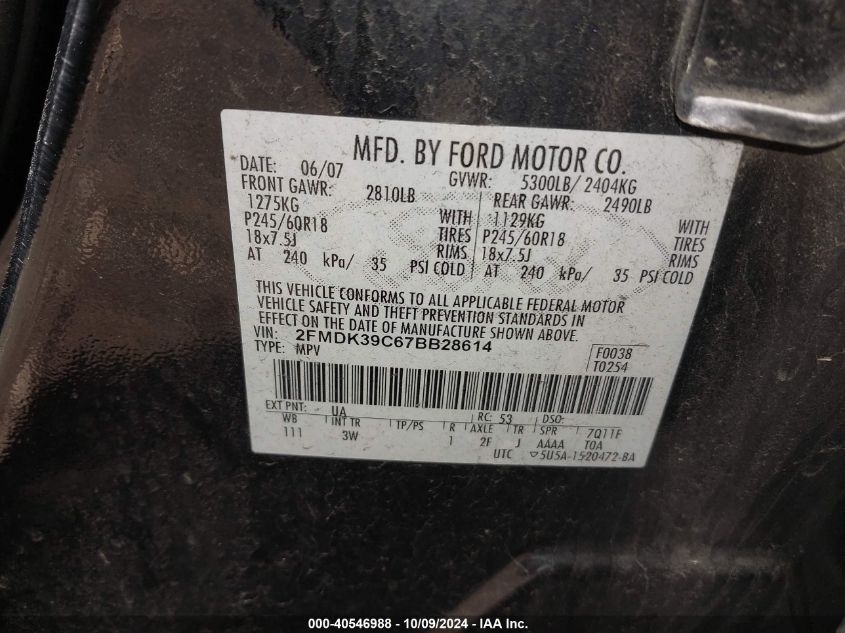 MFD. BY FORD MOTOR CO.
DATE: 06/07 GVWR: 5300LB/ 2404KG
FRONT GAWR: 2810LB REAR GAWR: 2490LB
1275KG WITH 1129KG WITH
P245/60R18 TIRES P245/60R18 TIRES
18x7.5J RIMS 18x7.5J RIMS
AT 240 kPa/ 35 PSI COLD AT 240 kPa/ 35 PSI COLD
THIS VEHICLE CONFORMS TO ALL APPLICABLE FEDERAL MOTOR
VEHICLE SAFETY AND THEFT PREVENTION STANDARDS IN
EFFECT ON THE DATE OF MANUFACTURE SHOWN ABOVE.
VIN: 2FMDK39C67BB28614
TYPE: MPV F0038
T0254
EXT PNT: UA RC: 53 DSO:
WB INT TR TP/PS R AXLE TR SPR 7Q11F
111 3W 1 2F J AAAA TOA
UTC 5U5A-1520472-BA
000-40546988 - 10/09/2024 - IAA Inc.